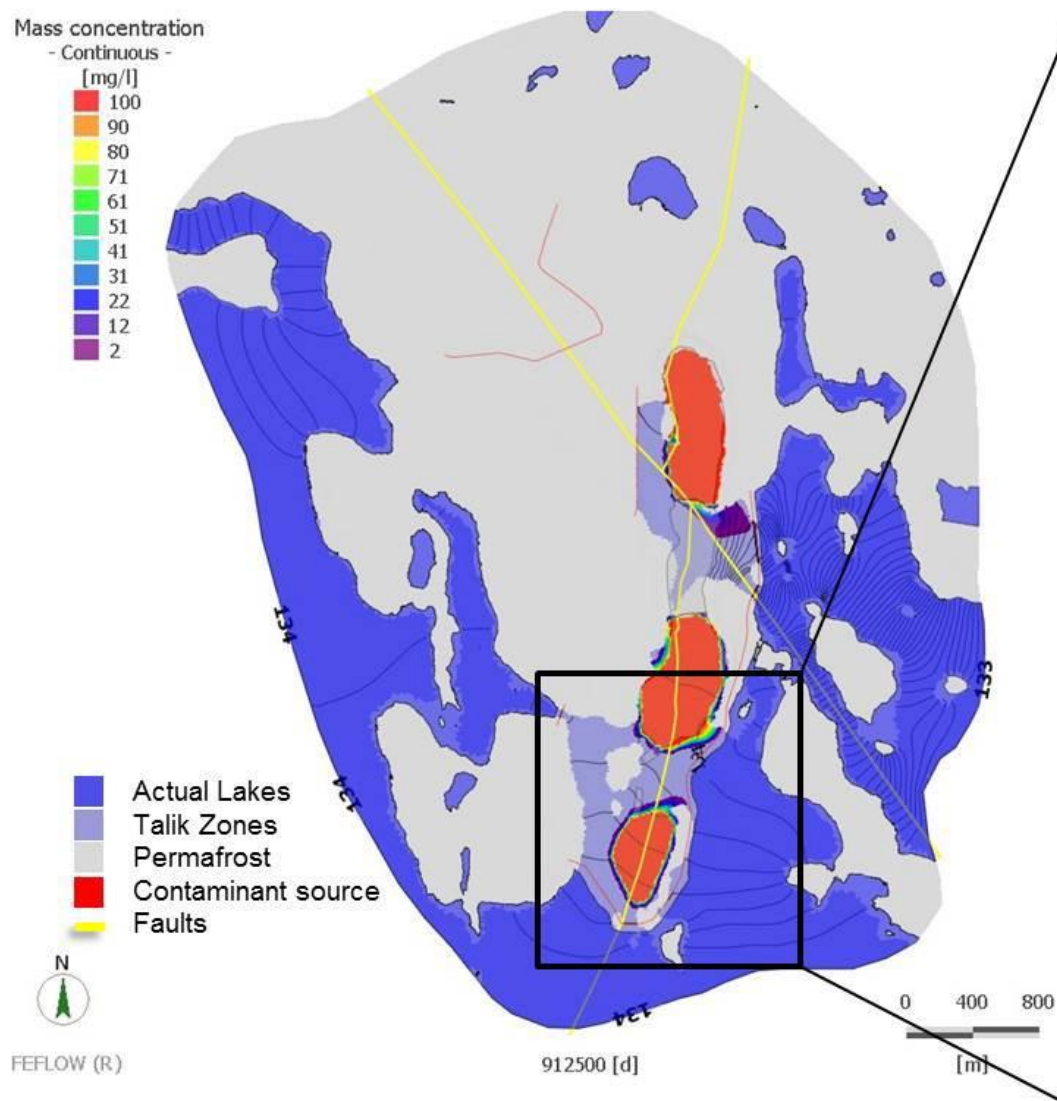 Mass concentration
- Continuous -
[mg/l]
100
90
80
71
61
51
41
31
22
12
2
134
133
134
134
Actual Lakes
Talik Zones
Permafrost
Contaminant source
Faults
N
0 400 800
[m]
FEFLOW (R)
912500 [d]